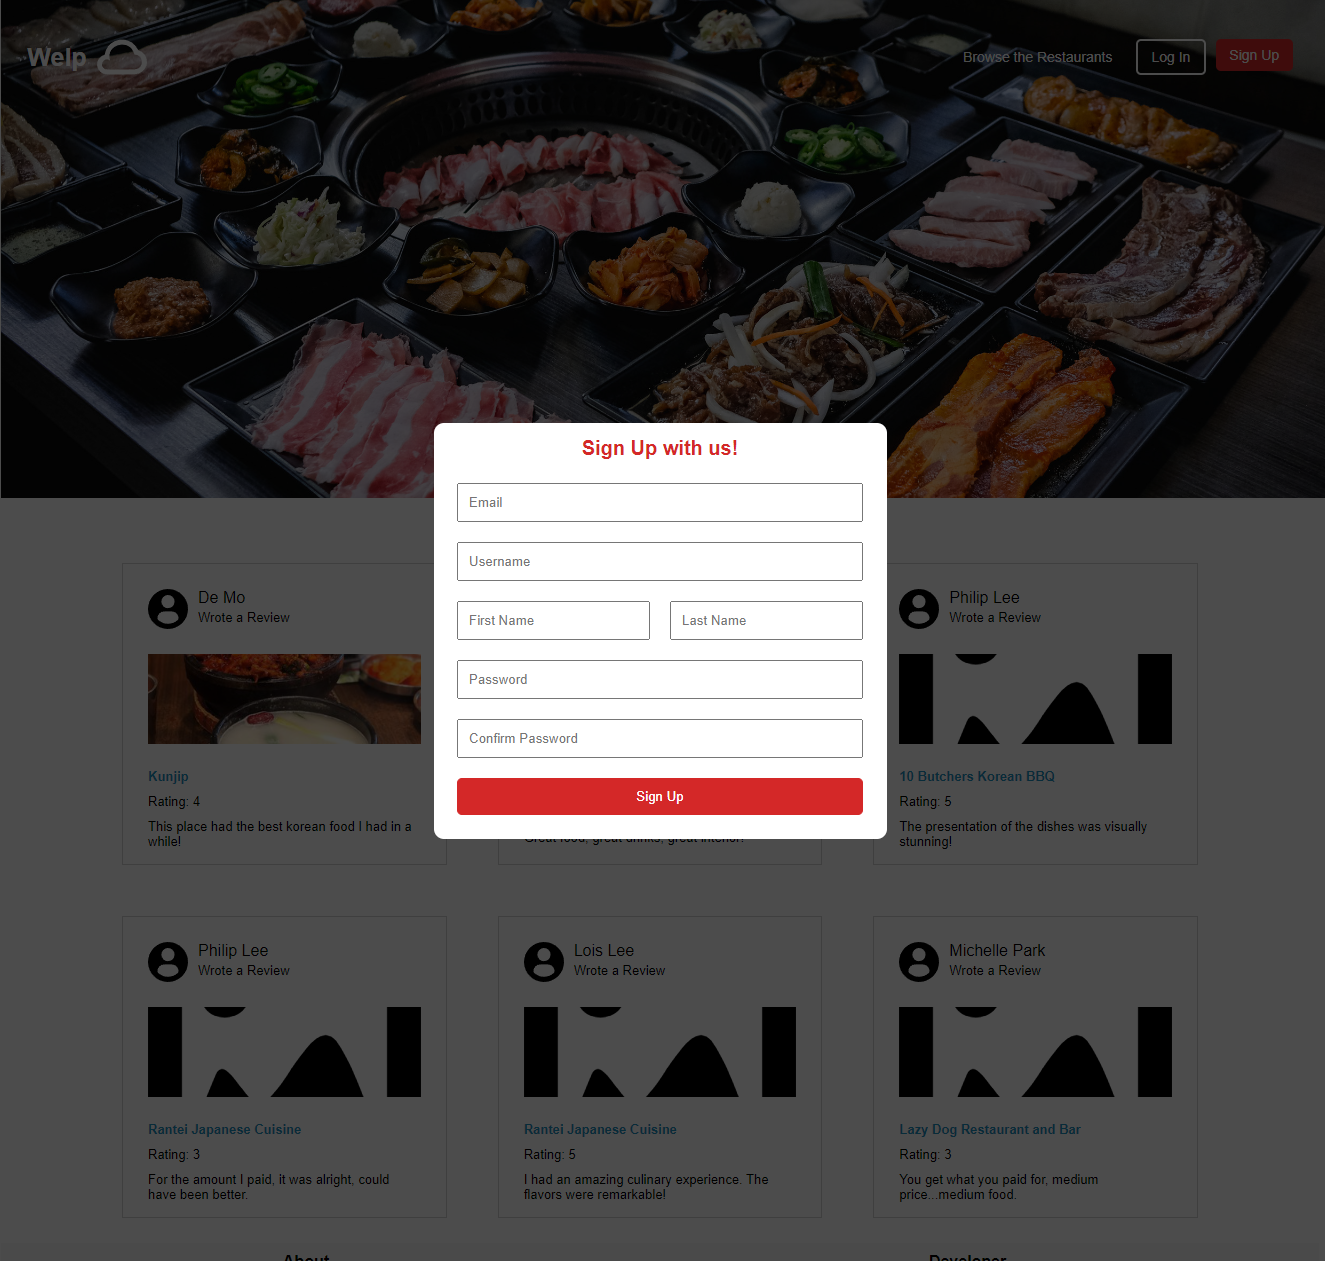 Welp
Browse the Restaurants
Log In
Sign Up
Sign Up with us!
Email
Username
First Name
Last Name
Password
Confirm Password
Sign Up
De Mo
Wrote a Review
Kunjip
Rating: 4
This place had the best korean food I had in a
while!
Great food, great drinks, great interior!
Philip Lee
Wrote a Review
10 Butchers Korean BBQ
Rating: 5
The presentation of the dishes was visually
stunning!
Philip Lee
Wrote a Review
Rantei Japanese Cuisine
Rating: 3
For the amount I paid, it was alright, could
have been better.
Lois Lee
Wrote a Review
Rantei Japanese Cuisine
Rating: 5
I had an amazing culinary experience. The
flavors were remarkable!
Michelle Park
Wrote a Review
Lazy Dog Restaurant and Bar
Rating: 3
You get what you paid for, medium
price...medium food.
About
Developer